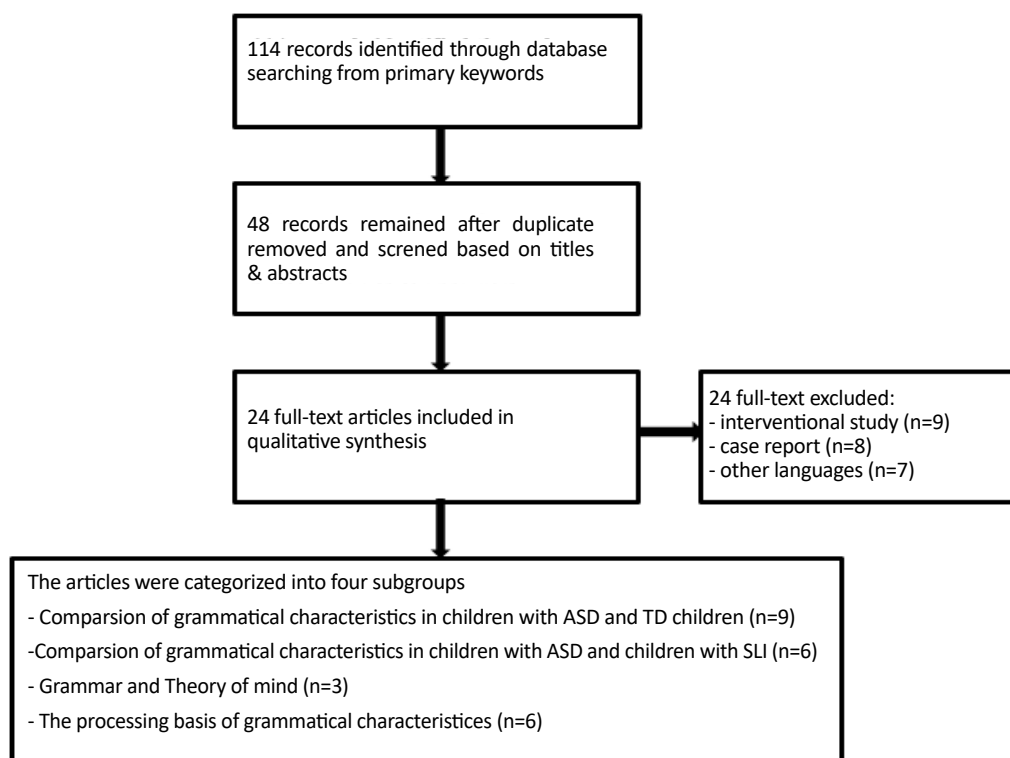 114 records identified through database
searching from primary keywords
48 records remained after duplicate
removed and screned based on titles
& abstracts
24 full-text articles included in
qualitative synthesis
24 full-text excluded:
- interventional study (n=9)
- case report (n=8)
- other languages (n=7)
The articles were categorized into four subgroups
- Comparsion of grammatical characteristics in children with ASD and TD children (n=9)
-Comparsion of grammatical characteristics in children with ASD and children with SLI (n=6)
- Grammar and Theory of mind (n=3)
- The processing basis of grammatical characteristices (n=6)